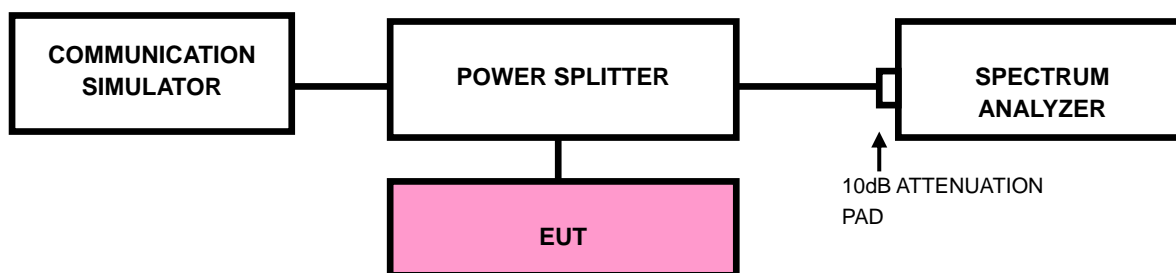 COMMUNICATION
SIMULATOR
POWER SPLITTER
SPECTRUM
ANALYZER
10dB ATTENUATION
PAD
EUT